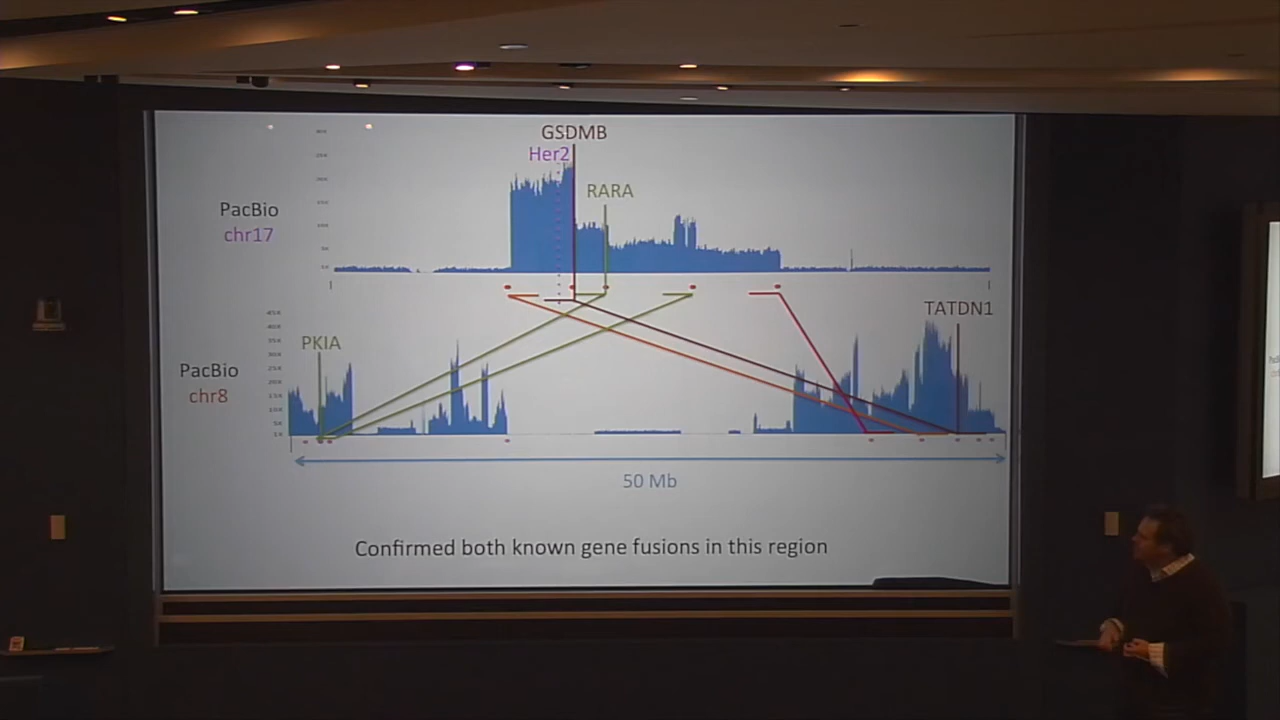 GSDMB
Her2
RARA
PacBio
chr17
TATDN1
PKIA
PacBio
chr8
50 Mb
Confirmed both known gene fusions in this region